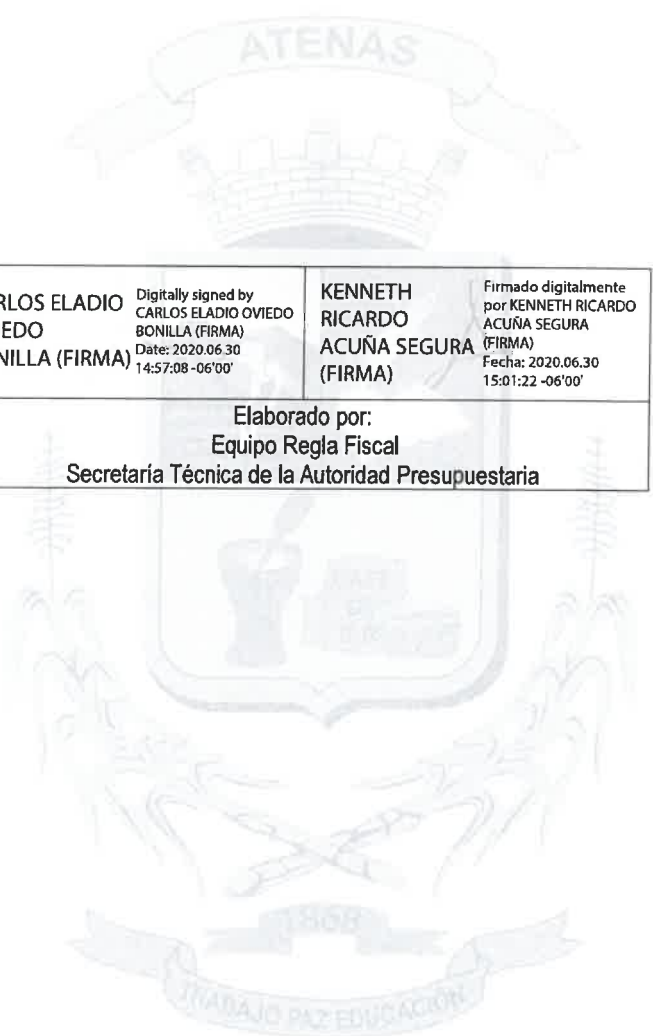 ATENAS
RLOS ELADIO
EDO
NILLA (FIRMA)
Digitally signed by
CARLOS ELADIO OVIEDO
BONILLA (FIRMA)
Date: 2020.06.30
14:57:08 -06'00'
KENNETH
RICARDO
ACUÑA SEGURA
(FIRMA)
Firmado digitalmente
por KENNETH RICARDO
ACUÑA SEGURA
(FIRMA)
Fecha: 2020.06.30
15:01:22 -06'00'
Elaborado por:
Equipo Regla Fiscal
Secretaría Técnica de la Autoridad Presupuestaria
CAFE
1868
TRABAJO PAZ EDUCACIÓN